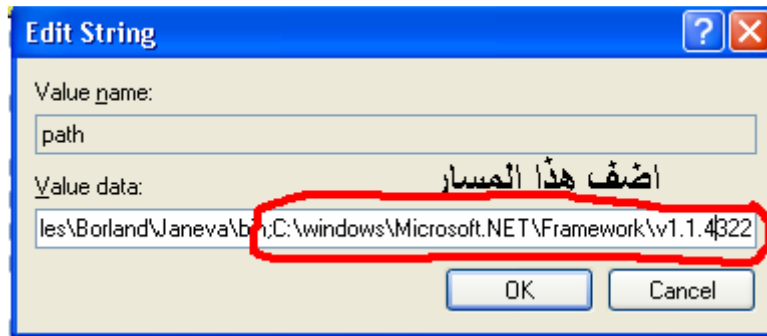 Edit String
Value name:
path
اضف هذا المسار
Value data:
les\Borland\Janeva\bin;C:\windows\Microsoft.NET\Framework\v1.1.4322
OK Cancel